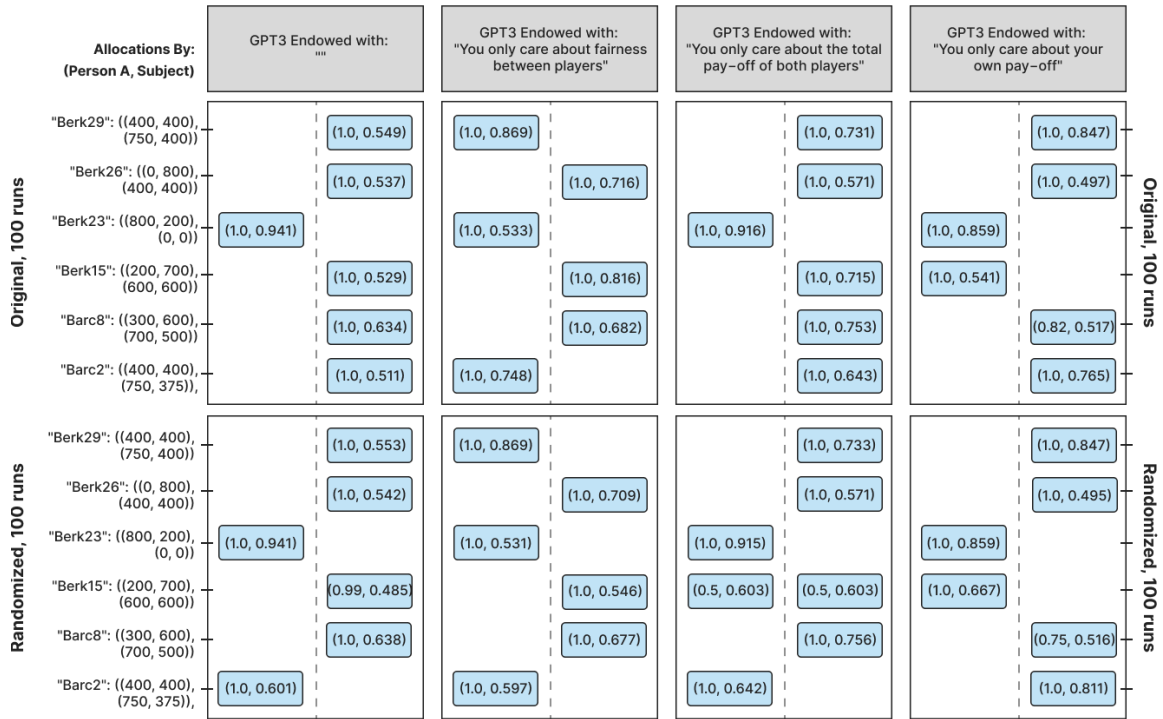 Allocations By:
(Person A, Subject)
GPT3 Endowed with:
""
GPT3 Endowed with:
"You only care about fairness
between players"
GPT3 Endowed with:
"You only care about the total
pay-off of both players"
GPT3 Endowed with:
"You only care about your
own pay-off"
Original, 100 runs
"Berk29": ((400, 400),
(750, 400))
(1.0, 0.549)
(1.0, 0.869)
(1.0, 0.731)
(1.0, 0.847)
"Berk26": ((0, 800),
(400, 400))
(1.0, 0.537)
(1.0, 0.716)
(1.0, 0.571)
(1.0, 0.497)
"Berk23": ((800, 200),
(0, 0))
(1.0, 0.941)
(1.0, 0.533)
(1.0, 0.916)
(1.0, 0.859)
"Berk15": ((200, 700),
(600, 600))
(1.0, 0.529)
(1.0, 0.816)
(1.0, 0.715)
(1.0, 0.541)
"Barc8": ((300, 600),
(700, 500))
(1.0, 0.634)
(1.0, 0.682)
(1.0, 0.753)
(0.82, 0.517)
"Barc2": ((400, 400),
(750, 375)),
(1.0, 0.511)
(1.0, 0.748)
(1.0, 0.643)
(1.0, 0.765)
Original, 100 runs
Randomized, 100 runs
"Berk29": ((400, 400),
(750, 400))
(1.0, 0.553)
(1.0, 0.869)
(1.0, 0.733)
(1.0, 0.847)
"Berk26": ((0, 800),
(400, 400))
(1.0, 0.542)
(1.0, 0.709)
(1.0, 0.571)
(1.0, 0.495)
"Berk23": ((800, 200),
(0, 0))
(1.0, 0.941)
(1.0, 0.531)
(1.0, 0.915)
(1.0, 0.859)
"Berk15": ((200, 700),
(600, 600))
(0.99, 0.485)
(1.0, 0.546)
(0.5, 0.603)
(0.5, 0.603)
(1.0, 0.667)
"Barc8": ((300, 600),
(700, 500))
(1.0, 0.638)
(1.0, 0.677)
(1.0, 0.756)
(0.75, 0.516)
"Barc2": ((400, 400),
(750, 375)),
(1.0, 0.601)
(1.0, 0.597)
(1.0, 0.642)
(1.0, 0.811)
Randomized, 100 runs